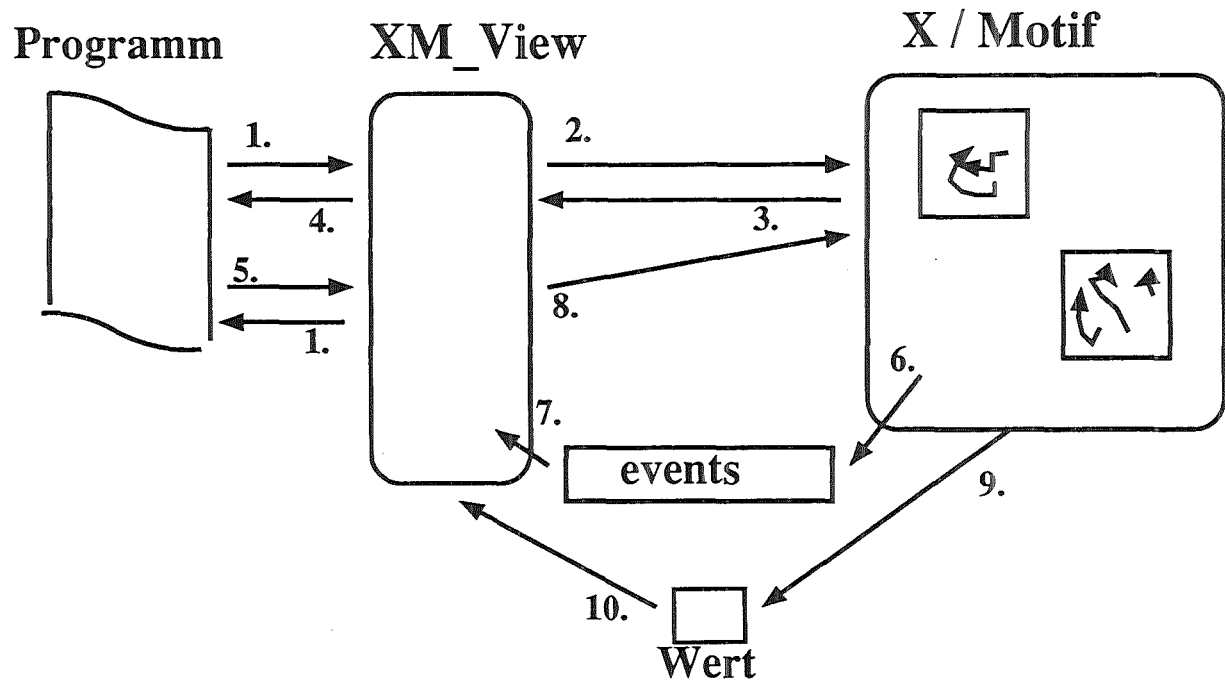 Programm
XM_View
X / Motif
1.
2.
4.
3.
5.
8.
1.
6.
7.
events
9.
10.
Wert